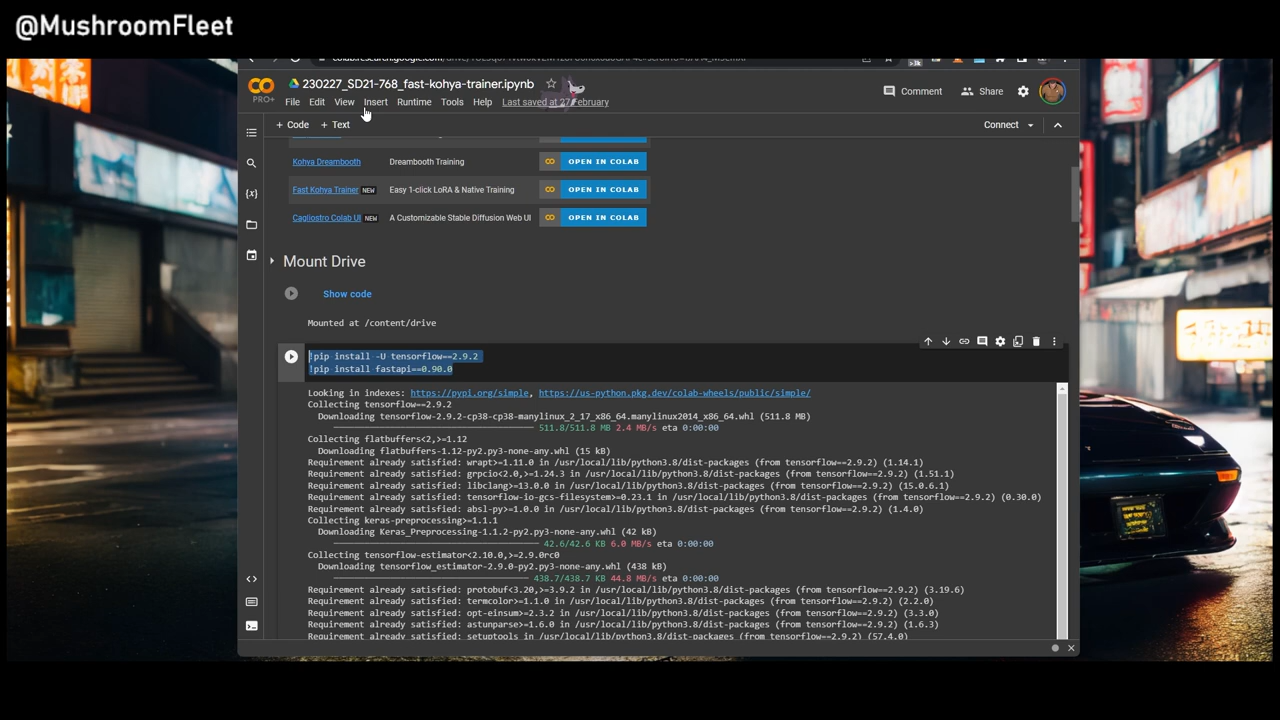 @MushroomFleet
230227_SD21-768_fast-kohya-trainer.ipynb
PRO+
File Edit View Insert Runtime Tools Help Last saved at 27 February
Comment Share
+ Code + Text
Connect
Kohya Dreambooth Dreambooth Training OPEN IN COLAB
Fast Kohya Trainer NEW Easy 1-click LoRA & Native Training OPEN IN COLAB
Cagliostro Colab UI NEW A Customizable Stable Diffusion Web UI OPEN IN COLAB
Mount Drive
Show code
Mounted at /content/drive
!pip install -U tensorflow==2.9.2
!pip install fastapi==0.90.0
Looking in indexes: https://pypi.org/simple, https://us-python.pkg.dev/colab-wheels/public/simple/
Collecting tensorflow==2.9.2
Downloading tensorflow-2.9.2-cp38-cp38-manylinux_2_17_x86_64.manylinux2014_x86_64.whl (511.8 MB)
511.8/511.8 MB 2.4 MB/s eta 0:00:00
Collecting flatbuffers<2,>=1.12
Downloading flatbuffers-1.12-py2.py3-none-any.whl (15 kB)
Requirement already satisfied: wrapt>=1.11.0 in /usr/local/lib/python3.8/dist-packages (from tensorflow==2.9.2) (1.14.1)
Requirement already satisfied: grpcio<2.0,>=1.24.3 in /usr/local/lib/python3.8/dist-packages (from tensorflow==2.9.2) (1.51.1)
Requirement already satisfied: libclang>=13.0.0 in /usr/local/lib/python3.8/dist-packages (from tensorflow==2.9.2) (15.0.6.1)
Requirement already satisfied: tensorflow-io-gcs-filesystem>=0.23.1 in /usr/local/lib/python3.8/dist-packages (from tensorflow==2.9.2) (0.30.0)
Requirement already satisfied: absl-py>=1.0.0 in /usr/local/lib/python3.8/dist-packages (from tensorflow==2.9.2) (1.4.0)
Collecting keras-preprocessing>=1.1.1
Downloading Keras_Preprocessing-1.1.2-py2.py3-none-any.whl (42 kB)
42.6/42.6 KB 6.0 MB/s eta 0:00:00
Collecting tensorflow-estimator<2.10.0,>=2.9.0rc0
Downloading tensorflow_estimator-2.9.0-py2.py3-none-any.whl (438 kB)
438.7/438.7 KB 44.8 MB/s eta 0:00:00
Requirement already satisfied: protobuf<3.20,>=3.9.2 in /usr/local/lib/python3.8/dist-packages (from tensorflow==2.9.2) (3.19.6)
Requirement already satisfied: termcolor>=1.1.0 in /usr/local/lib/python3.8/dist-packages (from tensorflow==2.9.2) (2.2.0)
Requirement already satisfied: opt-einsum>=2.3.2 in /usr/local/lib/python3.8/dist-packages (from tensorflow==2.9.2) (3.3.0)
Requirement already satisfied: astunparse>=1.6.0 in /usr/local/lib/python3.8/dist-packages (from tensorflow==2.9.2) (1.6.3)
Requirement already satisfied: setuptools in /usr/local/lib/python3.8/dist-packages (from tensorflow==2.9.2) (57.4.0)